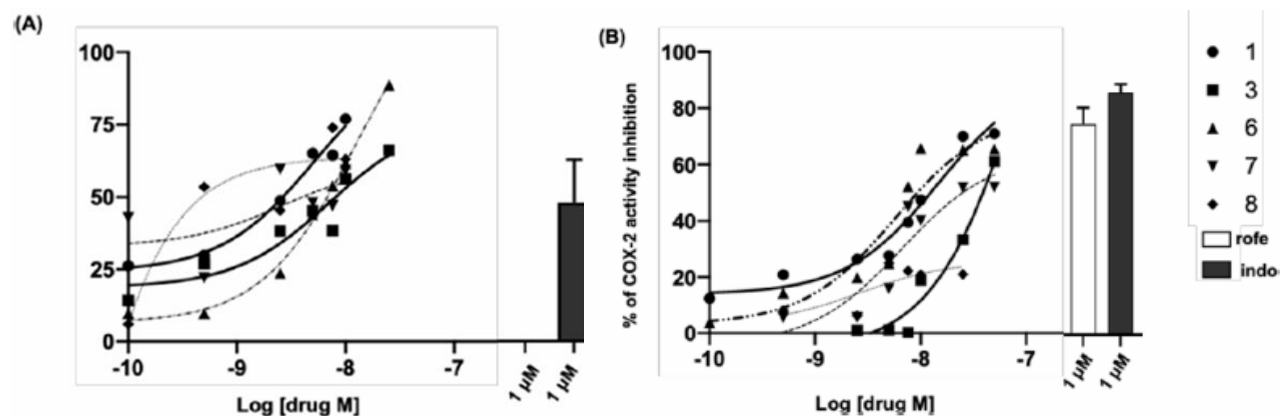 (A)
100
75
50
25
0
-10
-9
-8
-7
1 µM
1 µM
Log [drug M]
(B)
% of COX-2 activity inhibition
100
80
60
40
20
0
-10
-9
-8
-7
1 µM
1 µM
Log [drug M]
1
3
6
7
8
rofe
indo